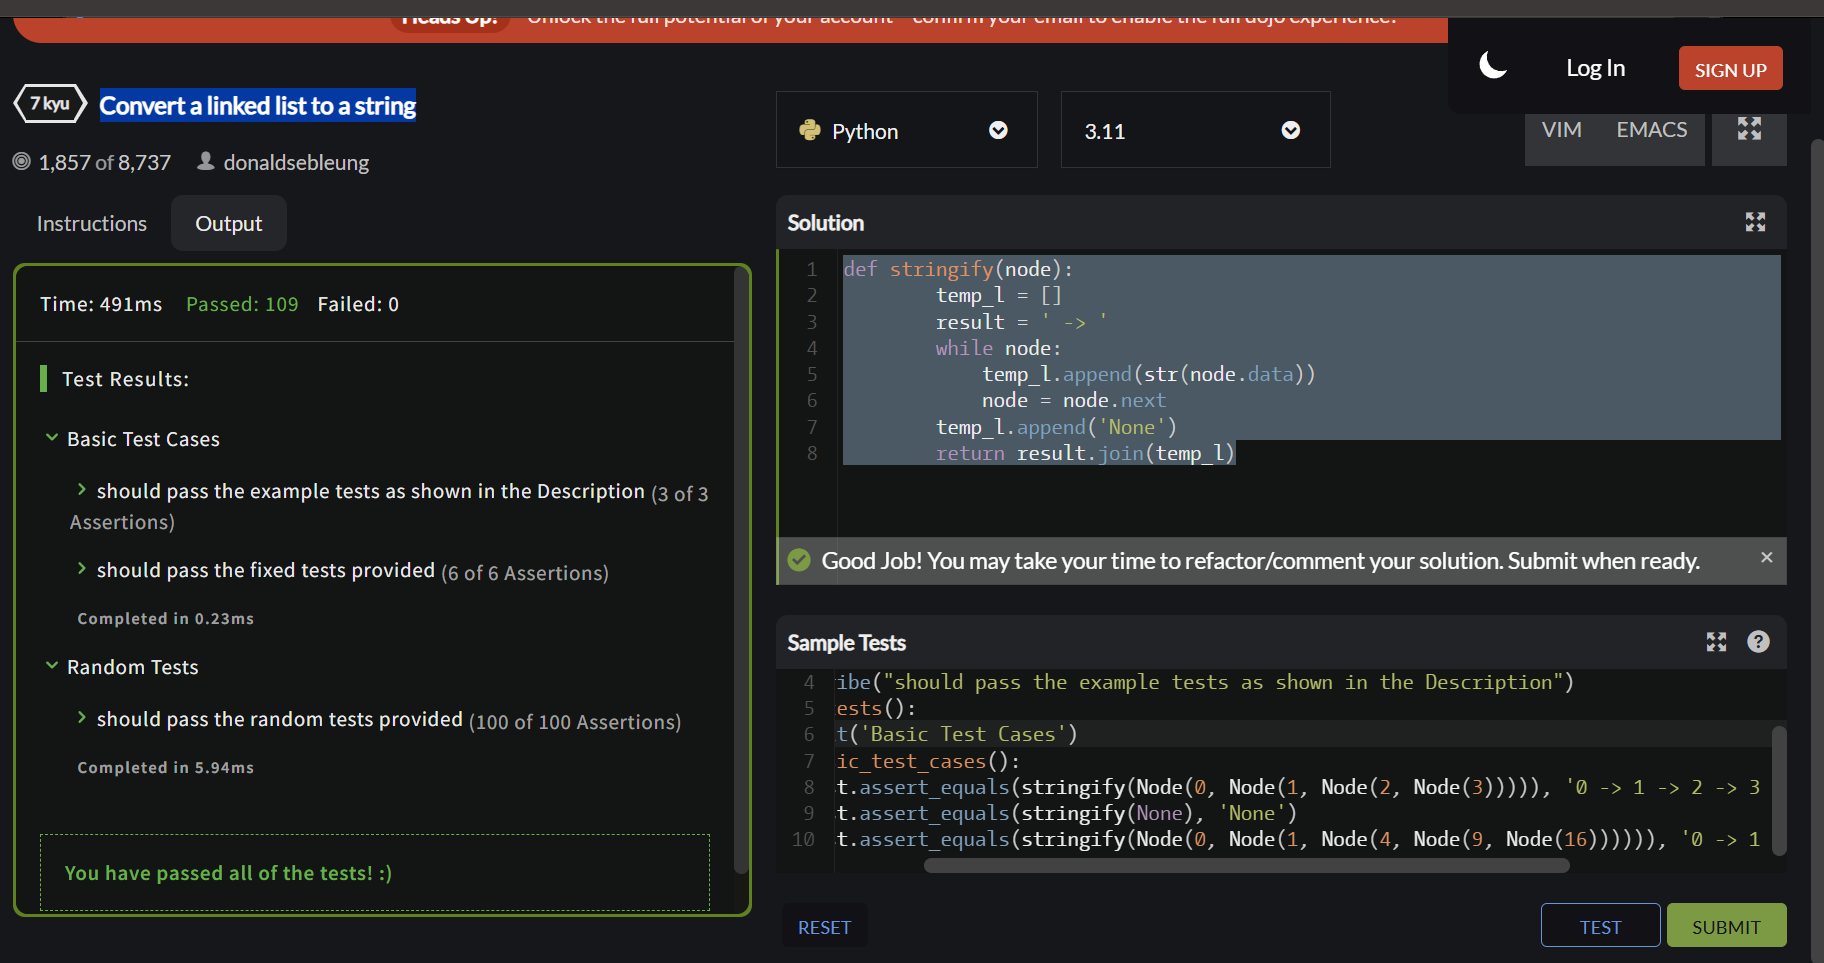 Heads Up! Unlock the full potential of your account - confirm your email to enable the full dojo experience.
Log In
SIGN UP
7 kyu
Convert a linked list to a string
1,857 of 8,737
donaldsebleung
Python
3.11
VIM
EMACS
Instructions
Output
Time: 491ms Passed: 109 Failed: 0
Test Results:
Basic Test Cases
should pass the example tests as shown in the Description (3 of 3
Assertions)
should pass the fixed tests provided (6 of 6 Assertions)
Completed in 0.23ms
Random Tests
should pass the random tests provided (100 of 100 Assertions)
Completed in 5.94ms
You have passed all of the tests! :)
Solution
1 def stringify(node):
2 temp_l = []
3 result = ' -> '
4 while node:
5 temp_l.append(str(node.data))
6 node = node.next
7 temp_l.append('None')
8 return result.join(temp_l)
Good Job! You may take your time to refactor/comment your solution. Submit when ready.
Sample Tests
4 ibe("should pass the example tests as shown in the Description")
5 ests():
6 t('Basic Test Cases')
7 ic_test_cases():
8 t.assert_equals(stringify(Node(0, Node(1, Node(2, Node(3))))), '0 -> 1 -> 2 -> 3
9 t.assert_equals(stringify(None), 'None')
10 t.assert_equals(stringify(Node(0, Node(1, Node(4, Node(9, Node(16)))))), '0 -> 1
RESET
TEST
SUBMIT